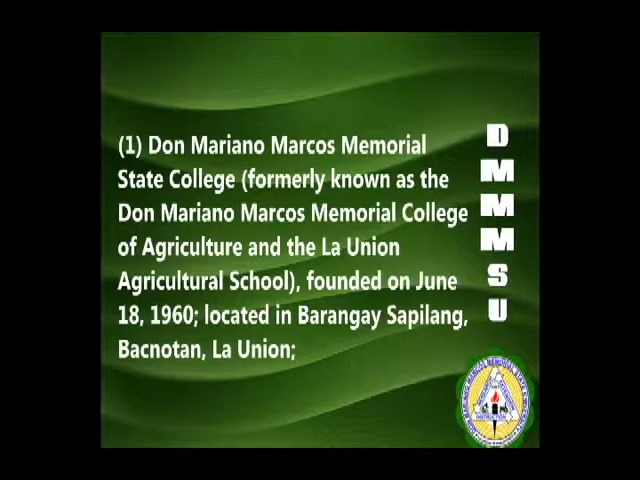 (1) Don Mariano Marcos Memorial
State College (formerly known as the
Don Mariano Marcos Memorial College
of Agriculture and the La Union
Agricultural School), founded on June
18, 1960; located in Barangay Sapilang,
Bacnotan, La Union;
D
M
M
M
S
U